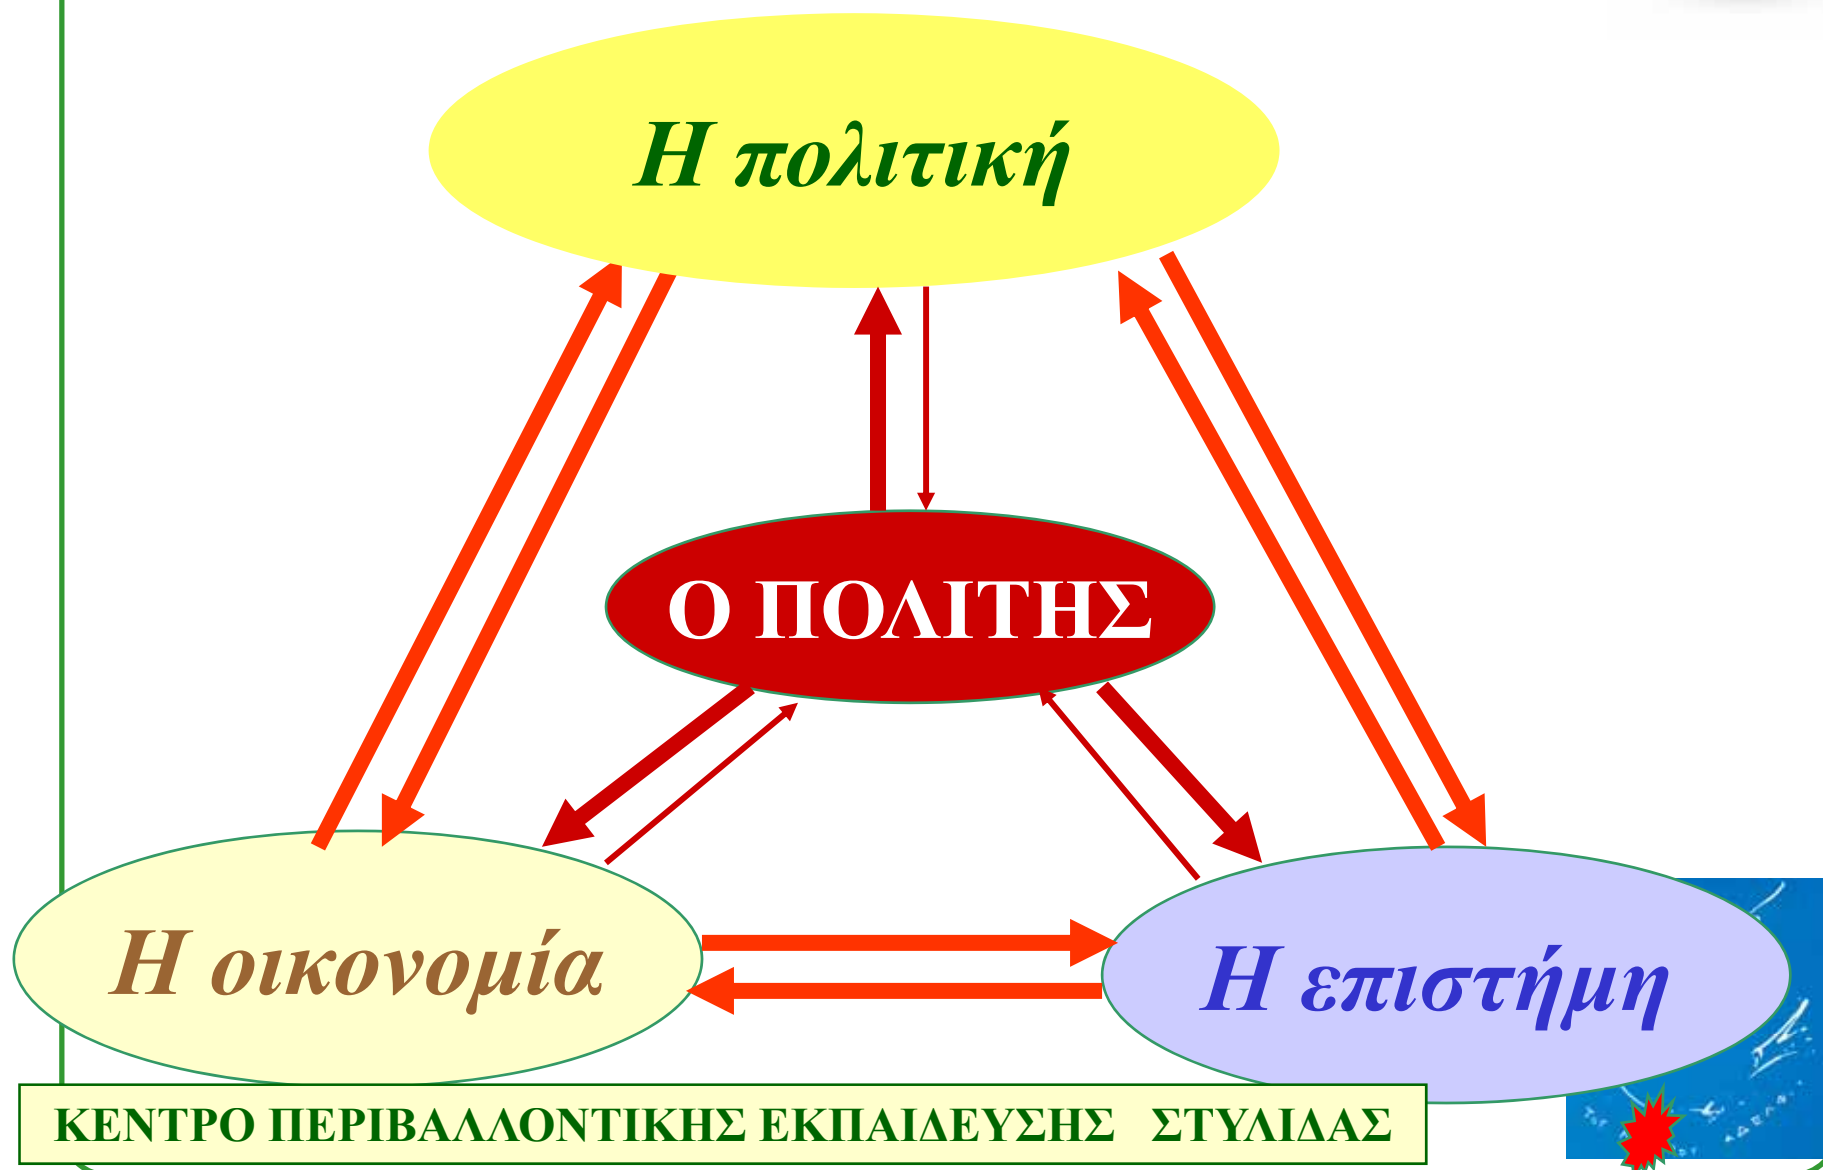 Η πολιτική
Ο ΠΟΛΙΤΗΣ
Η οικονομία
Η επιστήμη
ΚΕΝΤΡΟ ΠΕΡΙΒΑΛΛΟΝΤΙΚΗΣ ΕΚΠΑΙΔΕΥΣΗΣ ΣΤΥΛΙΔΑΣ